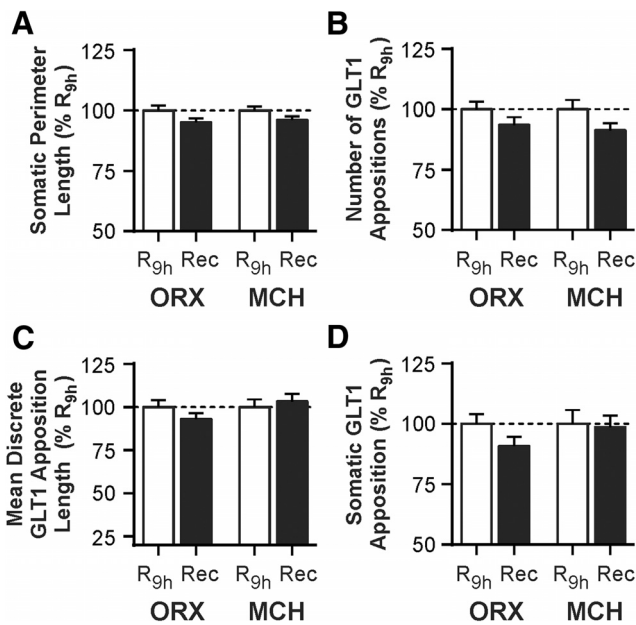 A
Somatic Perimeter
Length (% R9h)
125
100
75
50
R9h Rec R9h Rec
ORX MCH
B
Number of GLT1
Appositions (% R9h)
125
100
75
50
R9h Rec R9h Rec
ORX MCH
C
Mean Discrete
GLT1 Apposition
Length (% R9h)
125
100
75
50
25
R9h Rec R9h Rec
ORX MCH
D
Somatic GLT1
Apposition (% R9h)
125
100
75
50
R9h Rec R9h Rec
ORX MCH